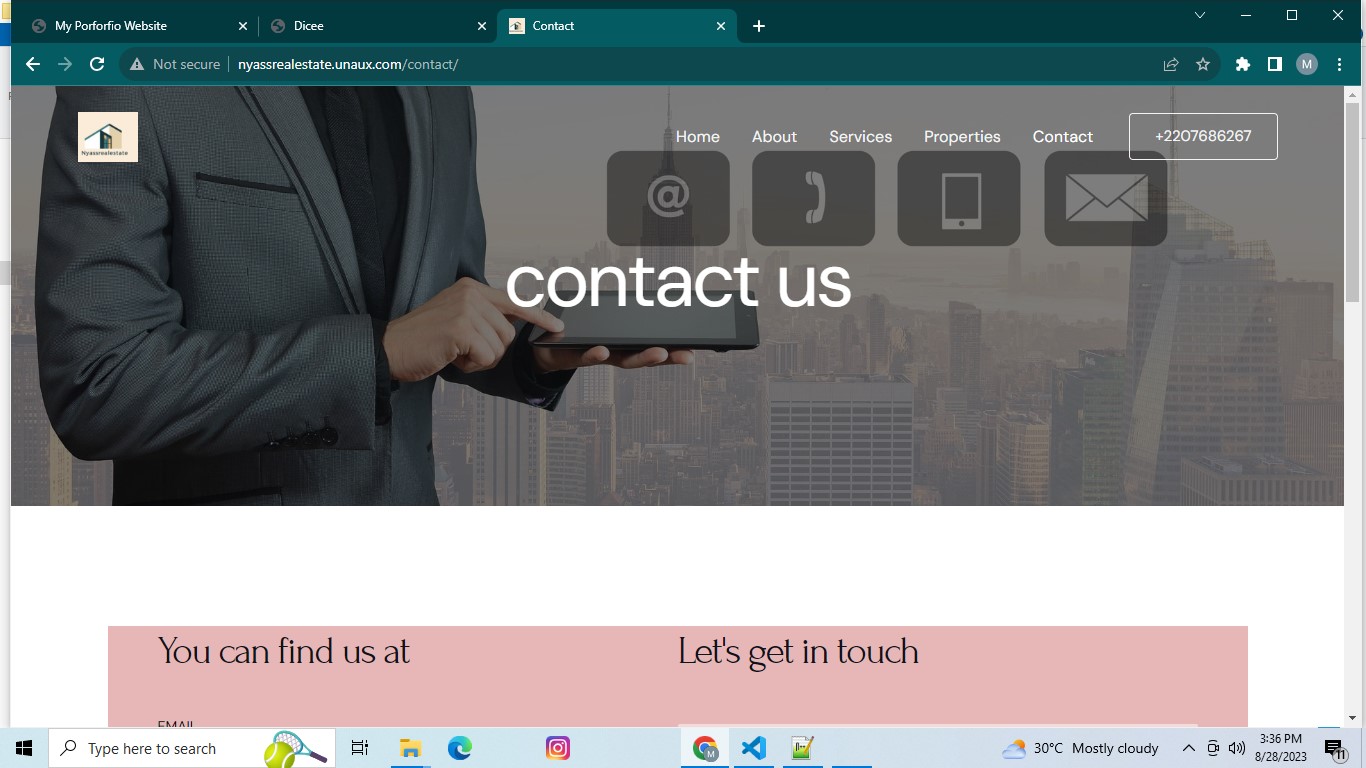 My Porforfio Website
Dicee
Contact
Not secure
nyassrealestate.unaux.com/contact/
M
Nyassrealestate
Home
About
Services
Properties
Contact
+2207686267
@
contact us
You can find us at
Let's get in touch
EMAIL
Type here to search
M
30°C Mostly cloudy
3:36 PM
8/28/2023
11